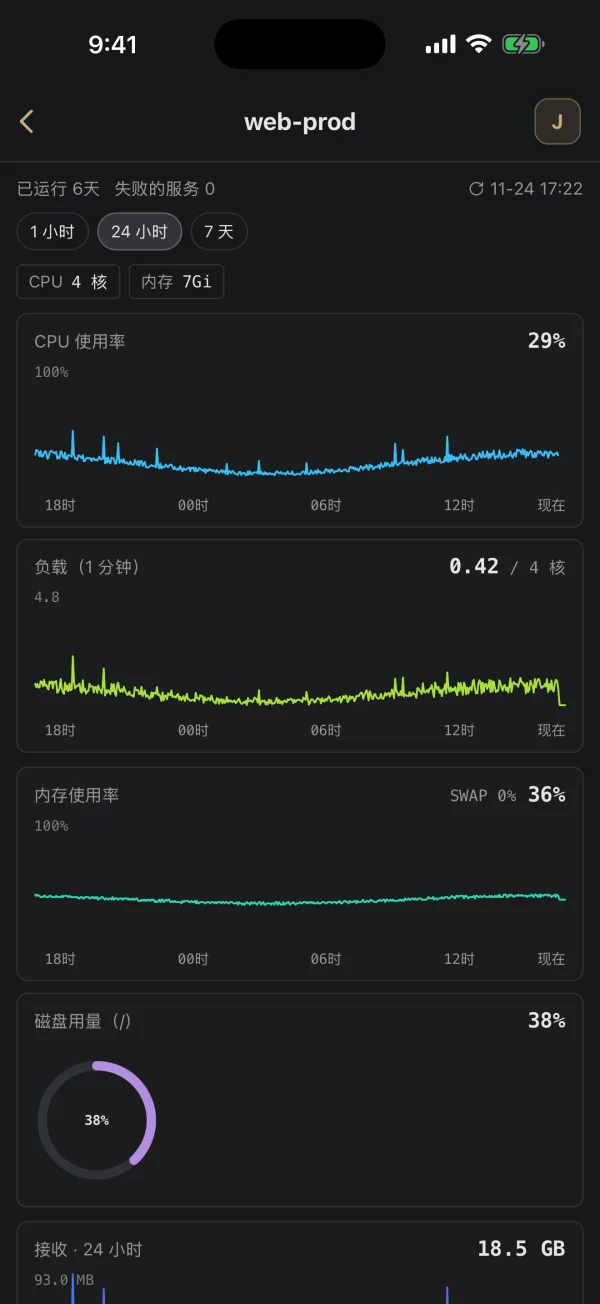 9:41
web-prod
J
已运行 6天 失败的服务 0
11-24 17:22
1 小时 24 小时 7 天
CPU 4 核 内存 7Gi
CPU 使用率 29%
100%
18时 00时 06时 12时 现在
负载（1 分钟） 0.42 / 4 核
4.8
18时 00时 06时 12时 现在
内存使用率 SWAP 0% 36%
100%
18时 00时 06时 12时 现在
磁盘用量（/） 38%
38%
接收 · 24 小时 18.5 GB
93.0 MB